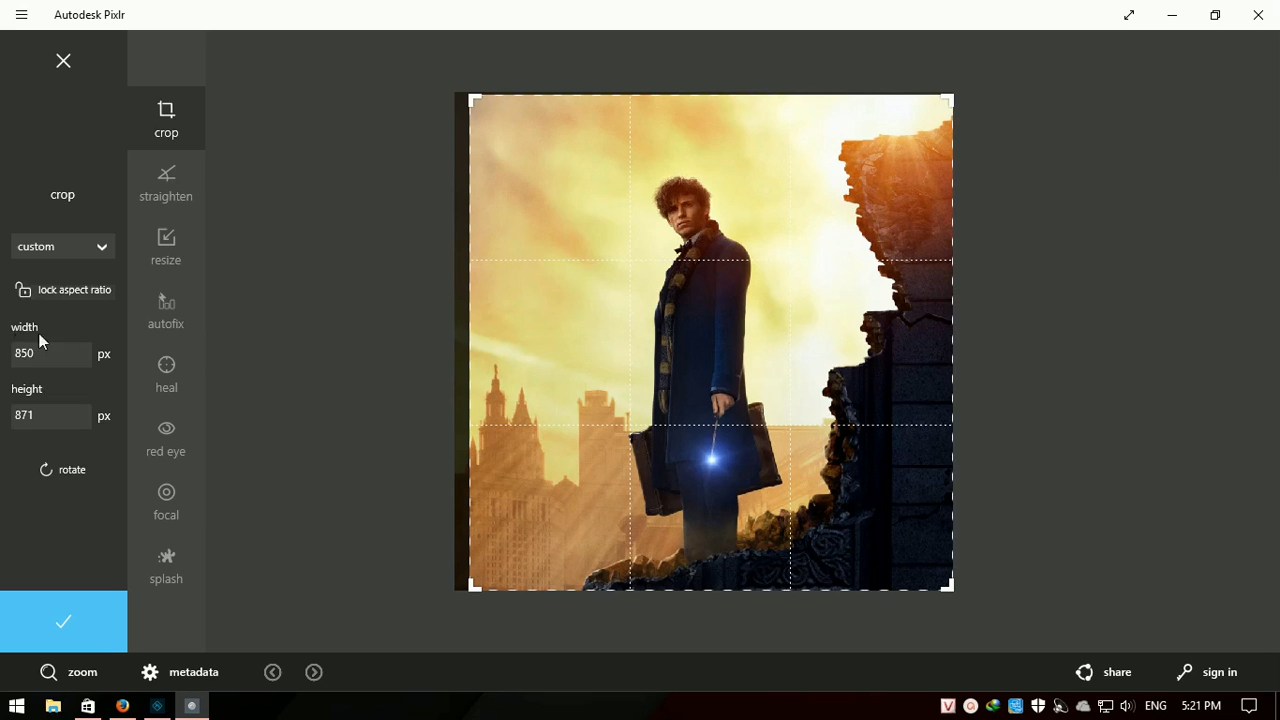 Autodesk Pixlr
crop
custom
lock aspect ratio
width
850 px
height
871 px
rotate
crop
straighten
resize
autofix
heal
red eye
focal
splash
zoom
metadata
share
sign in
ENG
5:21 PM